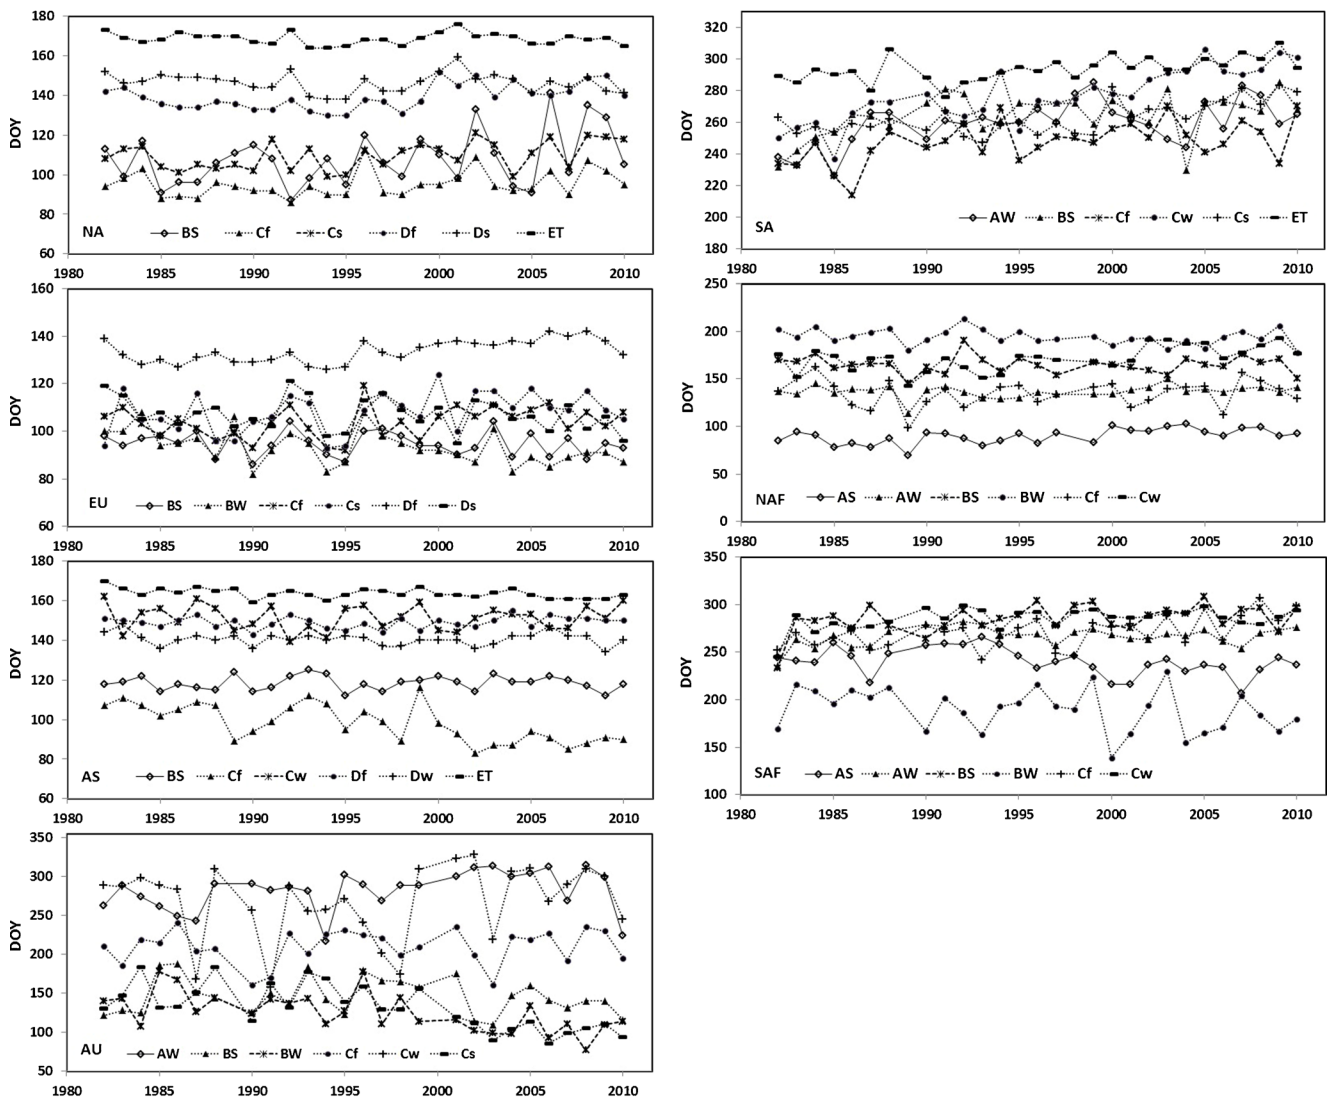 180
160
140
120
100
80
60
DOY
NA
BS Cf Cs Df Ds ET
1980 1985 1990 1995 2000 2005 2010
320
300
280
260
240
220
200
180
DOY
SA
AW BS Cf Cw Cs ET
1980 1985 1990 1995 2000 2005 2010
160
140
120
100
80
60
DOY
EU
BS BW Cf Cs Df Ds
1980 1985 1990 1995 2000 2005 2010
250
200
150
100
50
0
DOY
NAF
AS AW BS BW Cf Cw
1980 1985 1990 1995 2000 2005 2010
180
160
140
120
100
80
60
DOY
AS
BS Cf Cw Df Dw ET
1980 1985 1990 1995 2000 2005 2010
350
300
250
200
150
100
DOY
SAF
AS AW BS BW Cf Cw
1980 1985 1990 1995 2000 2005 2010
350
300
250
200
150
100
50
DOY
AU
AW BS BW Cf Cw Cs
1980 1985 1990 1995 2000 2005 2010